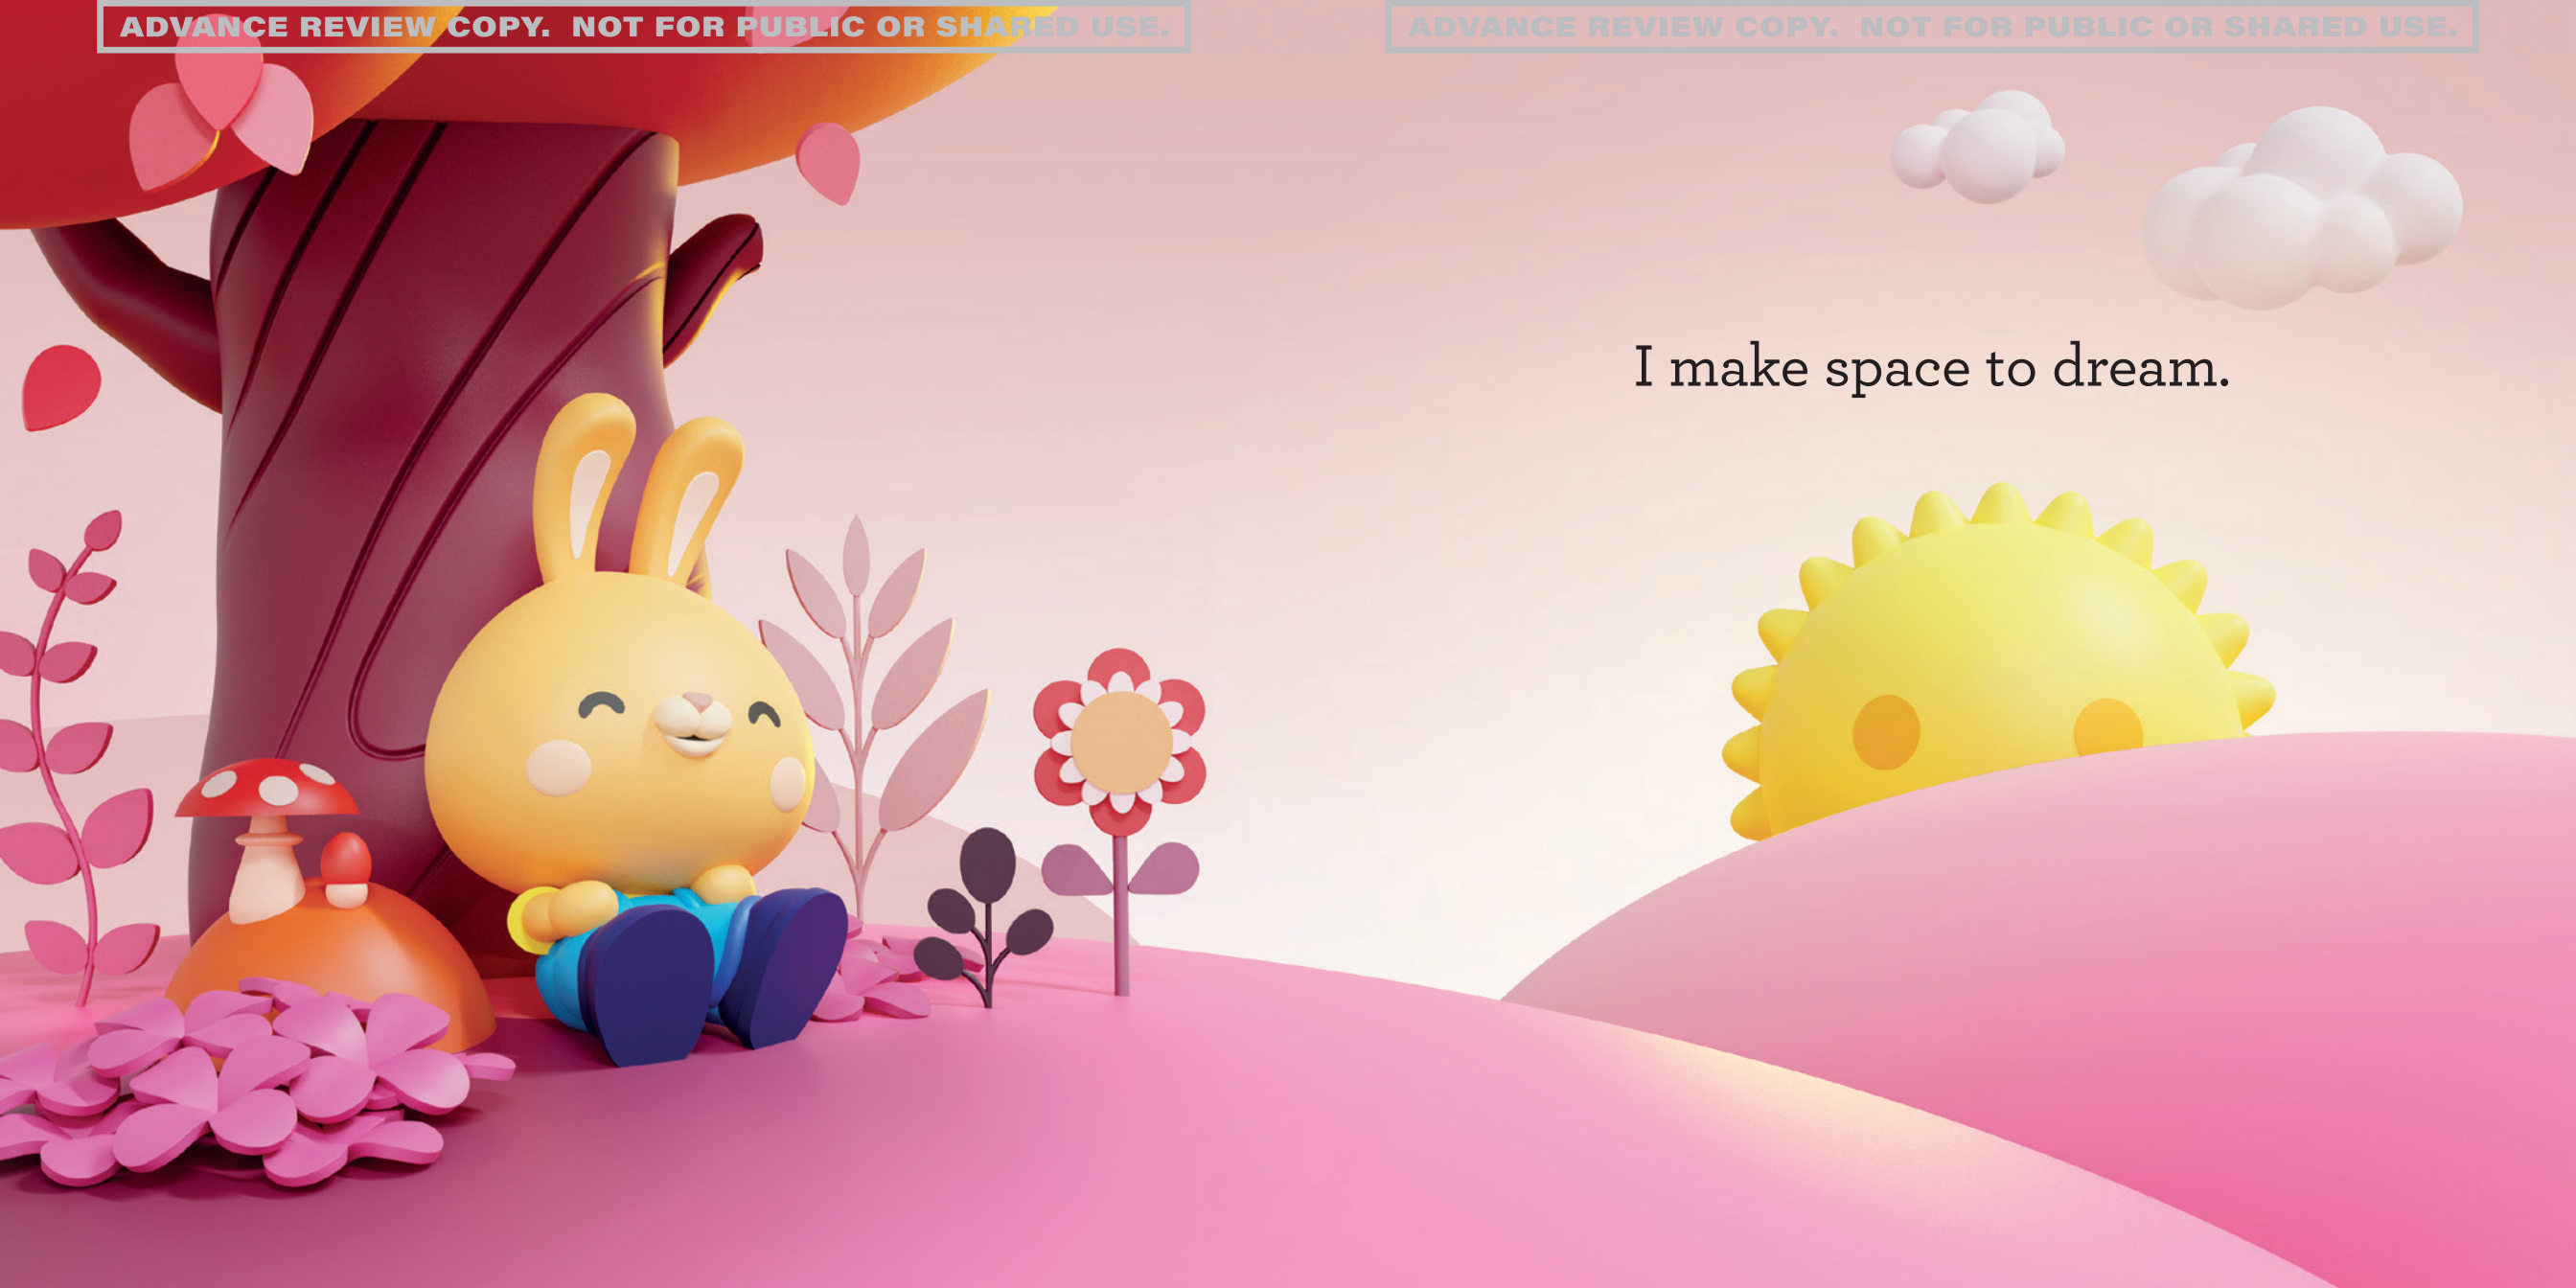 ADVANCE REVIEW COPY.  NOT FOR PUBLIC OR SHARED USE.
ADVANCE REVIEW COPY.  NOT FOR PUBLIC OR SHARED USE.
I make space to dream.